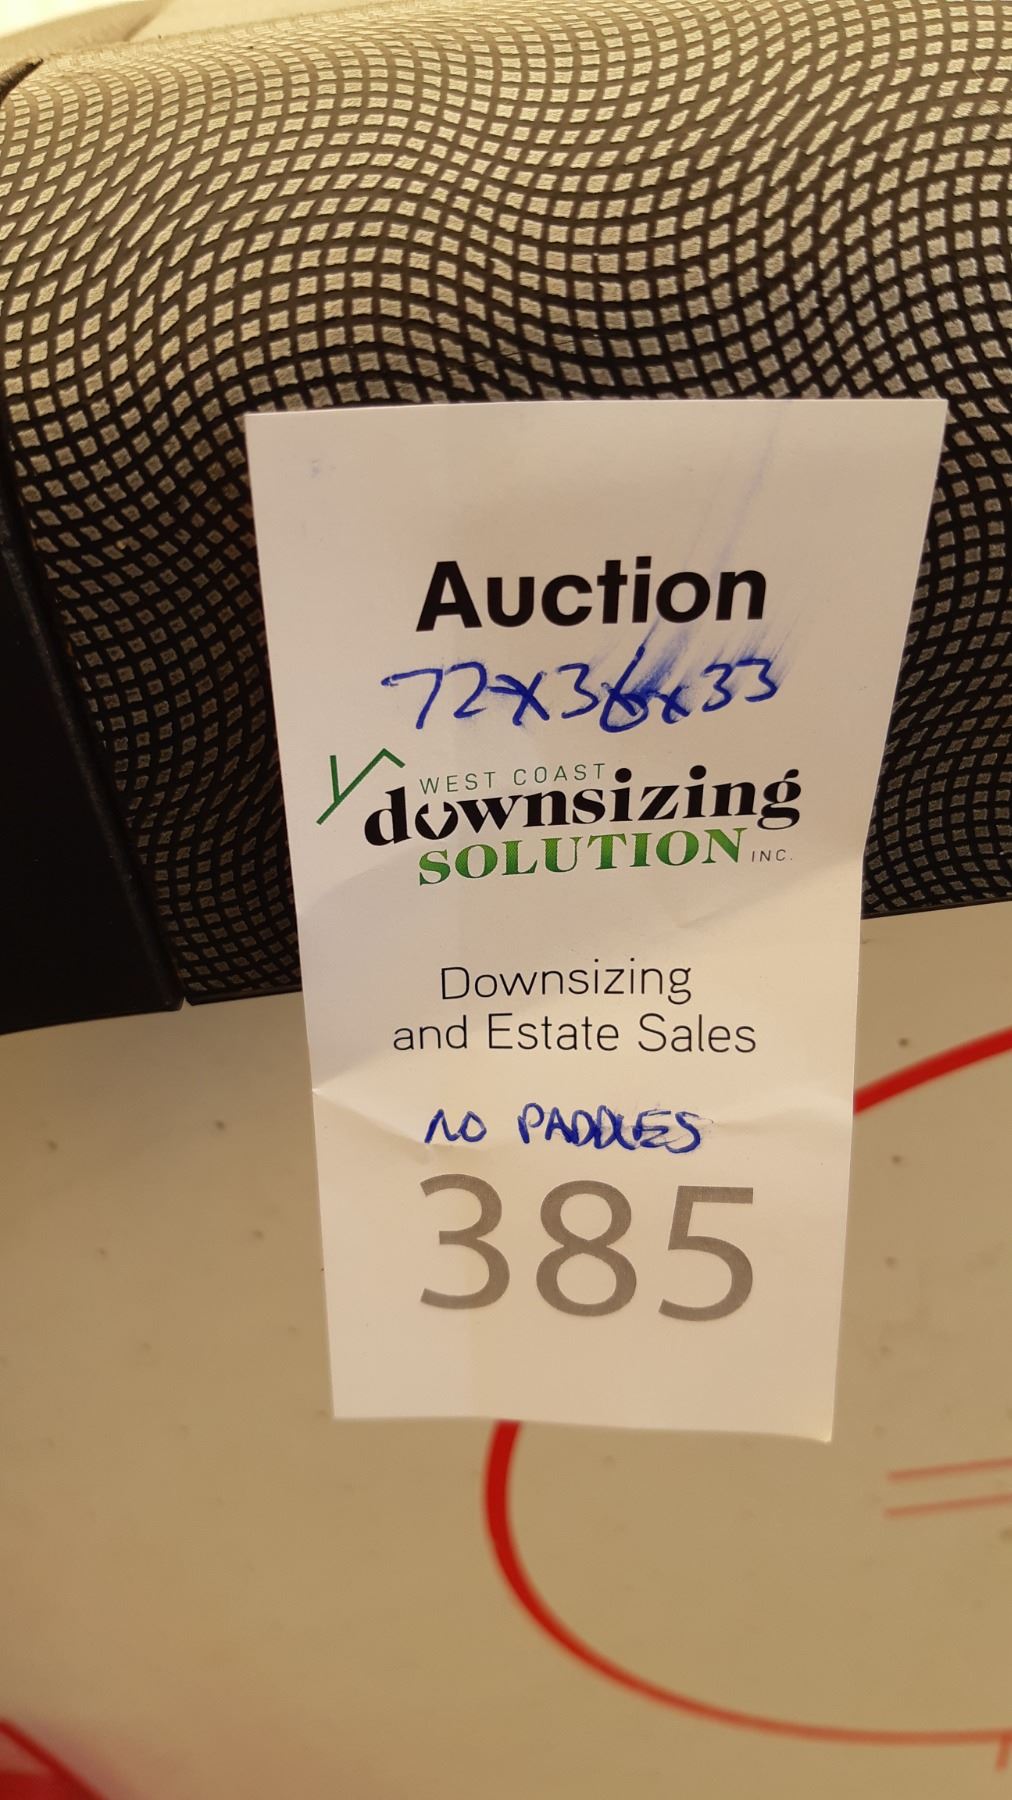 Auction
72x36x33
WEST COAST
downsizing
SOLUTION INC.
Downsizing
and Estate Sales
NO PADDLES
385